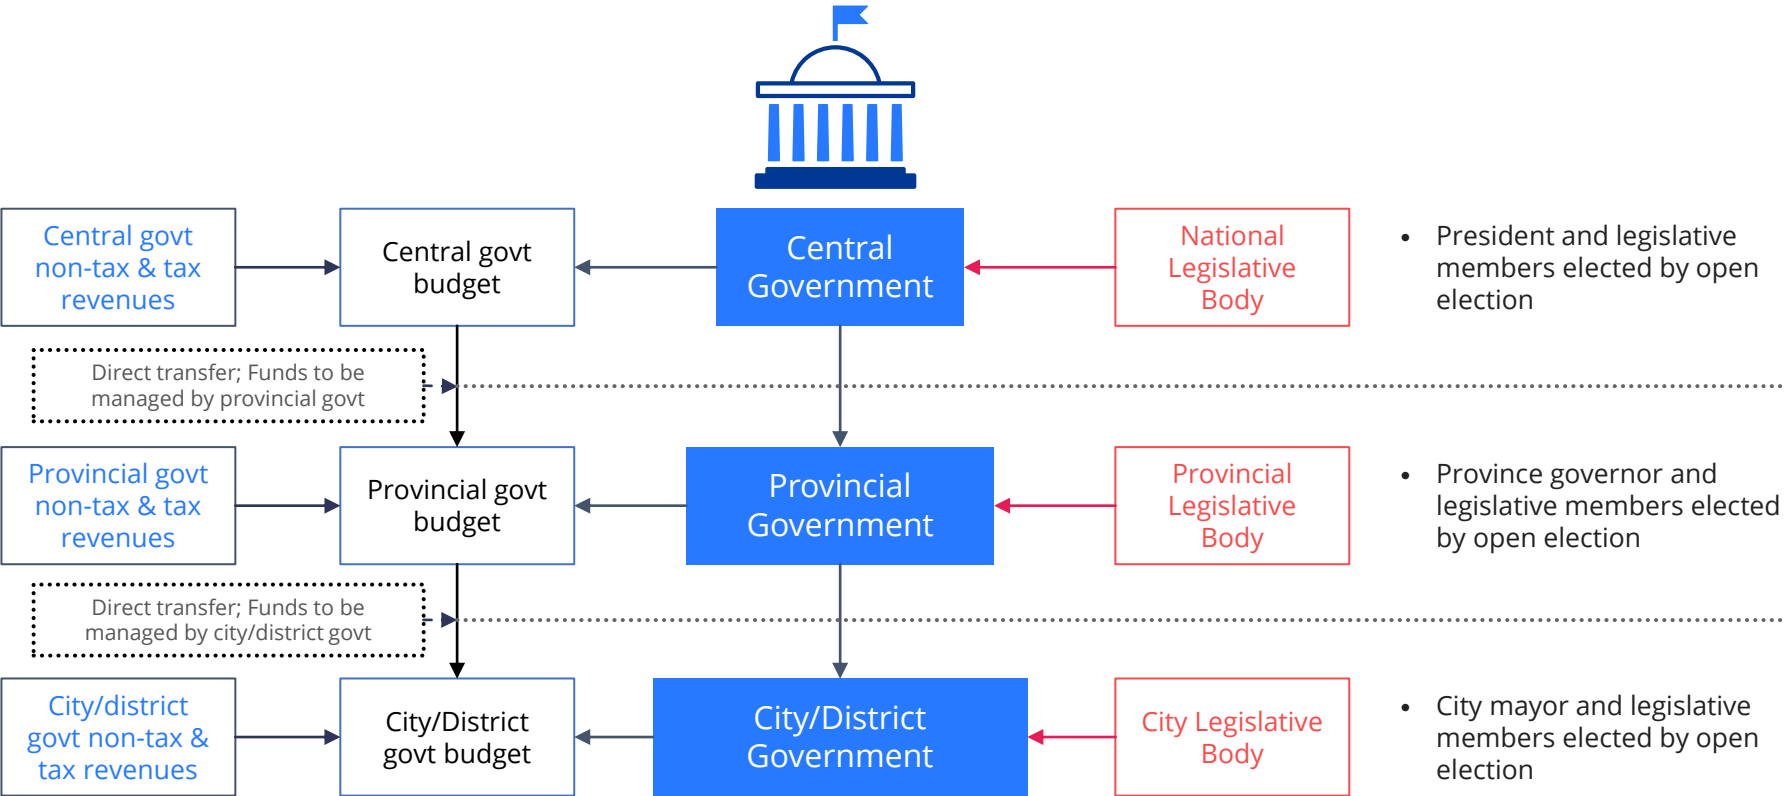 Central govt
non-tax & tax
revenues
Central govt
budget
Central
Government
National
Legislative
Body
• President and legislative
members elected by open
election
Direct transfer; Funds to be
managed by provincial govt
Provincial govt
non-tax & tax
revenues
Provincial govt
budget
Provincial
Government
Provincial
Legislative
Body
• Province governor and
legislative members elected
by open election
Direct transfer; Funds to be
managed by city/district govt
City/district
govt non-tax &
tax revenues
City/District
govt budget
City/District
Government
City Legislative
Body
• City mayor and legislative
members elected by open
election